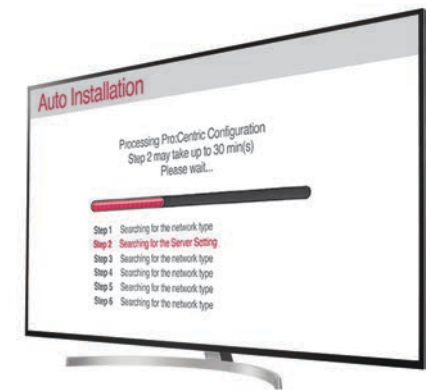 Auto Installation
Processing Pro:Centric Configuration
Step 2 may take up to 30 min(s)
Please wait...
Step 1 Searching for the network type
Step 2 Searching for the Server Setting
Step 3 Searching for the network type
Step 4 Searching for the network type
Step 5 Searching for the network type
Step 6 Searching for the network type